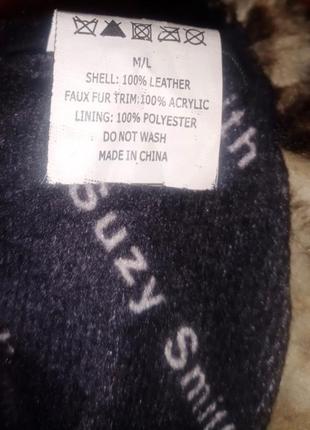 M/L
SHELL: 100% LEATHER
FAUX FUR TRIM:100% ACRYLIC
LINING: 100% POLYESTER
DO NOT WASH
MADE IN CHINA
ith
Suzy Smith